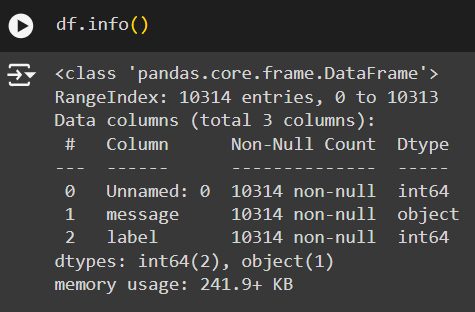 df.info()
<class 'pandas.core.frame.DataFrame'>
RangeIndex: 10314 entries, 0 to 10313
Data columns (total 3 columns):
 #   Column      Non-Null Count  Dtype
---  ------      --------------  -----
 0   Unnamed: 0  10314 non-null  int64
 1   message     10314 non-null  object
 2   label       10314 non-null  int64
dtypes: int64(2), object(1)
memory usage: 241.9+ KB